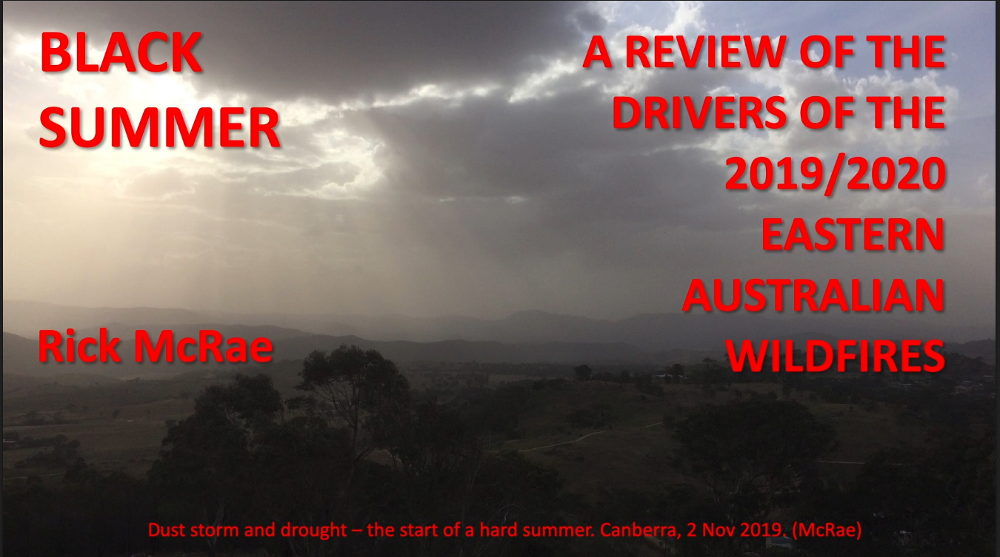 BLACK
SUMMER
Rick McRae
A REVIEW OF THE
DRIVERS OF THE
2019/2020
EASTERN
AUSTRALIAN
WILDFIRES
Dust storm and drought – the start of a hard summer. Canberra, 2 Nov 2019. (McRae)